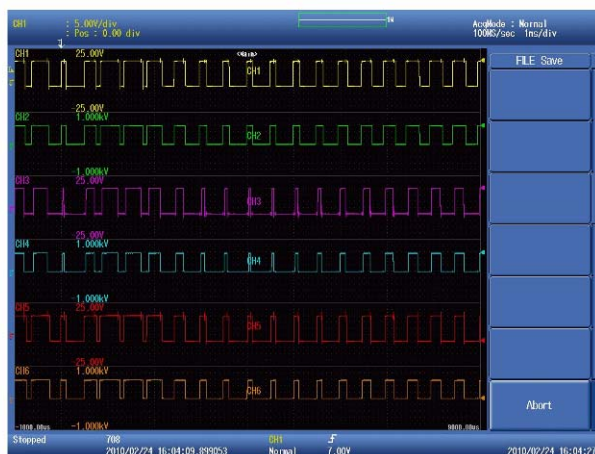 CH1 : 5.00V/div
: Pos : 0.00 div
AcqMode : Normal
100MS/sec 1ms/div
FILE Save
CH1 25.00V
CH1
-25.00V
CH2 1.000kV
CH2
-1.000kV
CH3 25.00V
CH3
CH4 1.000kV
CH4
-1.000kV
CH5 25.00V
CH5
-25.00V
CH6 1.000kV
CH6
-1.000kV
Abort
Stopped 708 CH1
2010/02/24 16:04:09.899053 Normal 7.00V 2010/02/24 16:04:27